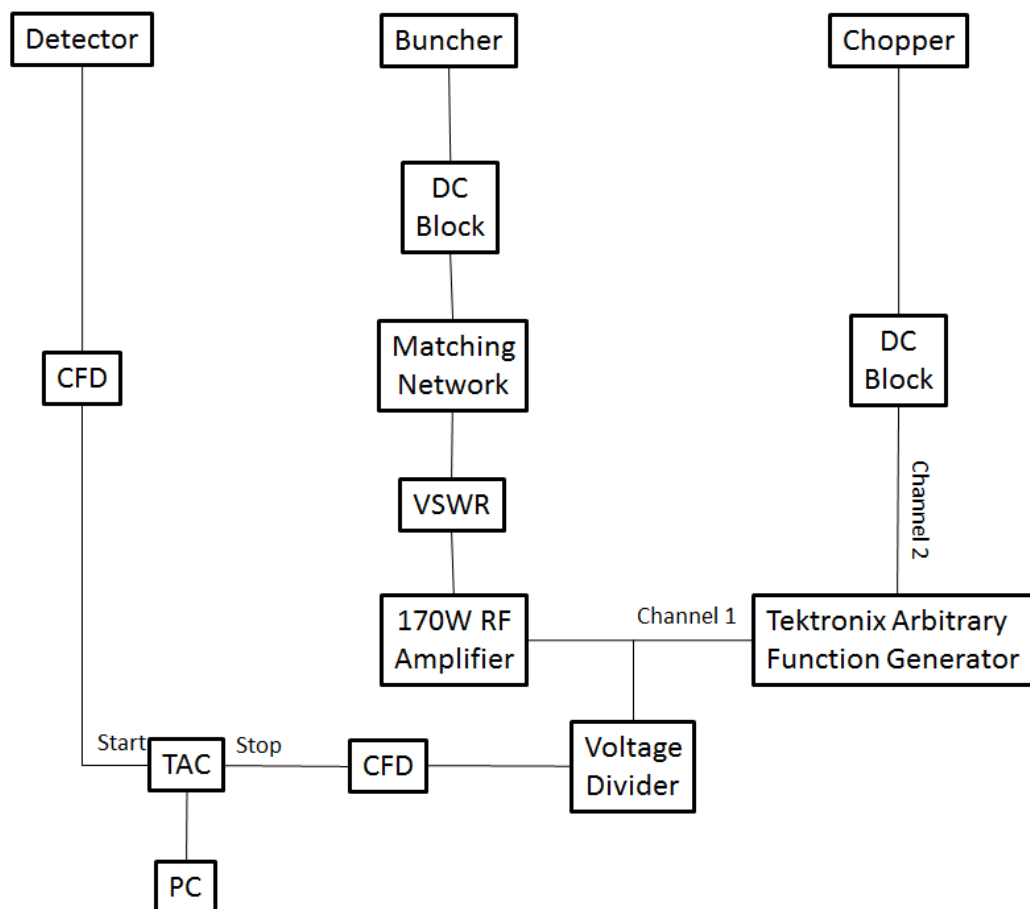 Detector
Buncher
Chopper
DC
Block
Matching
Network
DC
Block
CFD
VSWR
Channel 2
170W RF
Amplifier
Channel 1
Tektronix Arbitrary
Function Generator
Start
TAC
Stop
CFD
Voltage
Divider
PC